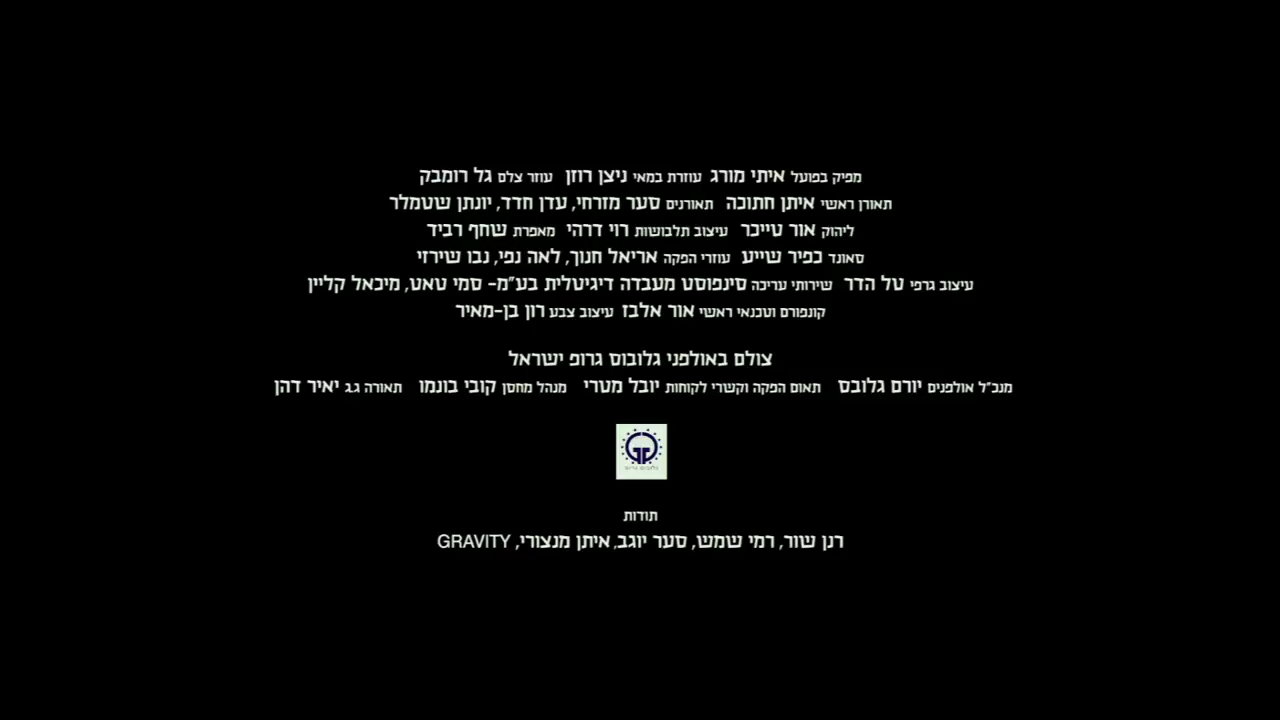 מפיק בפועל איתי מורג עוזרת במאי ניצן רוזן עוזר צלם גל רומבק
תאורן ראשי איתן חתוכה תאורנים סער מזרחי, עדן חדד, יונתן שטמלר
ליהוק אור טייכר עיצוב תלבושות רוי דרהי מאפרת שחף רביד
סאונד כפיר שייע עוזרי הפקה אריאל חנוך, לאה נפי, נבו שירזי
עיצוב גרפי טל הדר שירותי עריכה סינפוסט מעבדה דיגיטלית בע"מ- סמי טאט, מיכאל קליין
קונפורם וטכנאי ראשי אור אלבז עיצוב צבע רון בן-מאיר
צולם באולפני גלובוס גרופ ישראל
מנכ"ל אולפנים יורם גלובס תאום הפקה וקשרי לקוחות יובל מטרי מנהל מחסן קובי בונמו תאורה ג.ג יאיר דהן
גלובוס גרופ
תודות
רנן שור, רמי שמש, סער יוגב, איתן מנצורי, GRAVITY